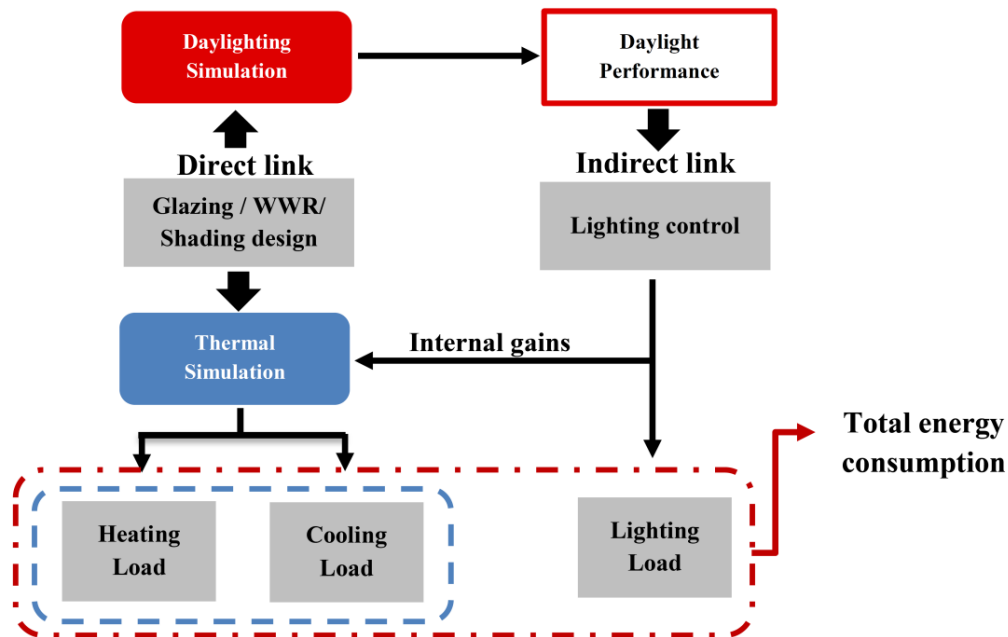 Daylighting
Simulation
Daylight
Performance
Direct link
Indirect link
Glazing / WWR/
Shading design
Lighting control
Thermal
Simulation
Internal gains
Total energy
consumption
Heating
Load
Cooling
Load
Lighting
Load